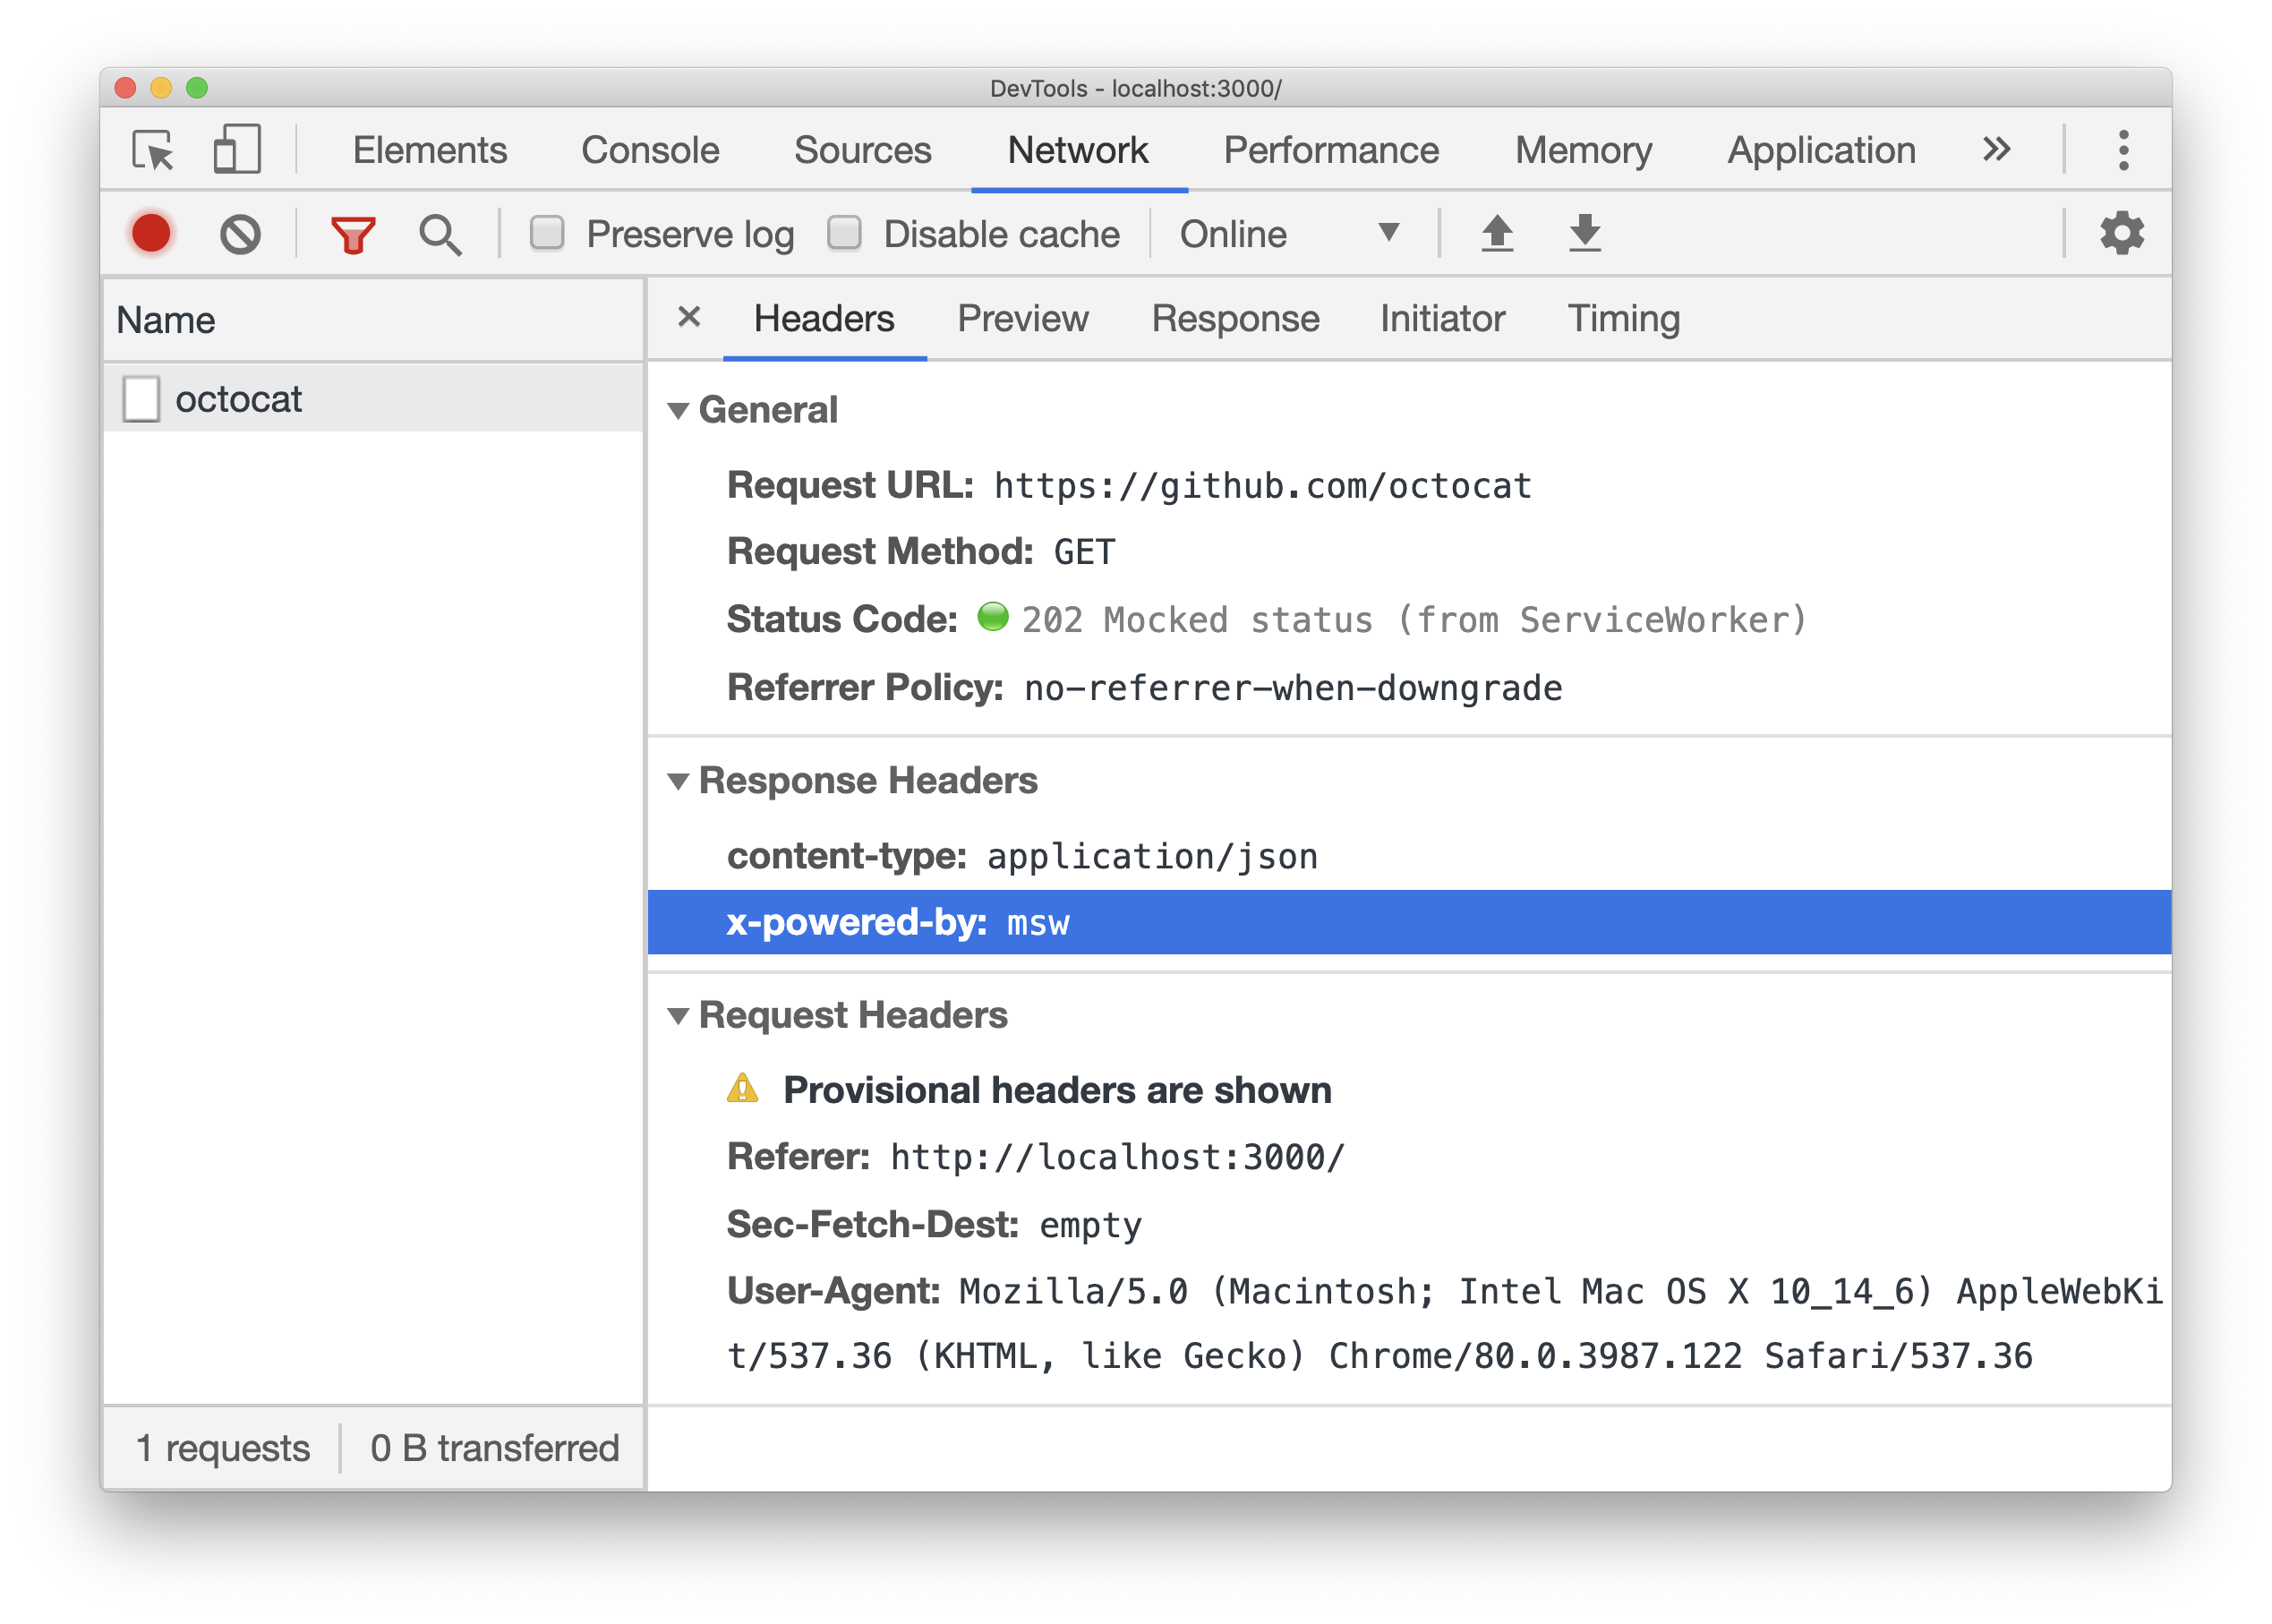 DevTools - localhost:3000/
Elements Console Sources Network Performance Memory Application
Preserve log Disable cache Online
Name
octocat
1 requests 0 B transferred
Headers Preview Response Initiator Timing
General
Request URL: https://github.com/octocat
Request Method: GET
Status Code: 202 Mocked status (from ServiceWorker)
Referrer Policy: no-referrer-when-downgrade
Response Headers
content-type: application/json
x-powered-by: msw
Request Headers
Provisional headers are shown
Referer: http://localhost:3000/
Sec-Fetch-Dest: empty
User-Agent: Mozilla/5.0 (Macintosh; Intel Mac OS X 10_14_6) AppleWebKi
t/537.36 (KHTML, like Gecko) Chrome/80.0.3987.122 Safari/537.36